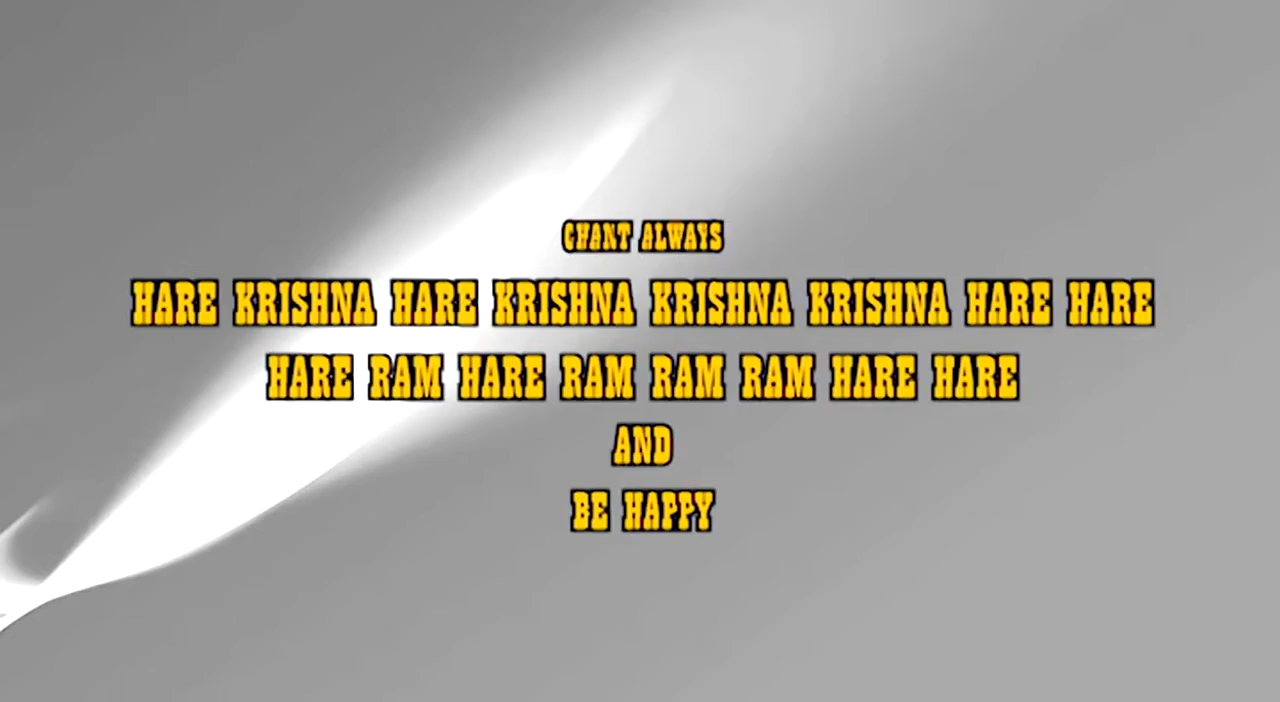 CHANT ALWAYS
HARE KRISHNA HARE KRISHNA KRISHNA KRISHNA HARE HARE
HARE RAM HARE RAM RAM RAM HARE HARE
AND
BE HAPPY